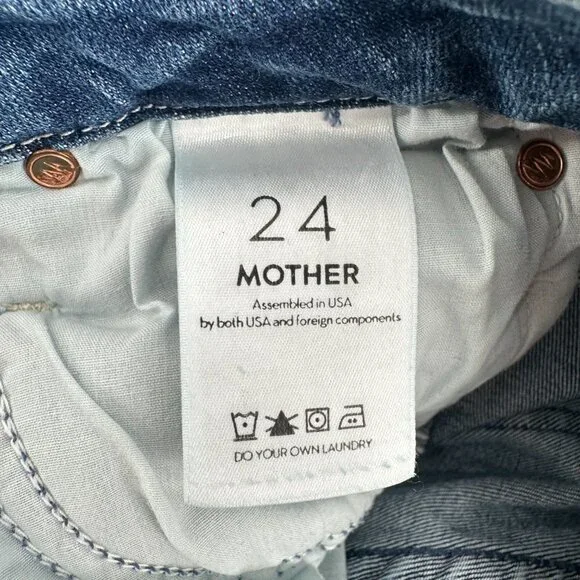 24
MOTHER
Assembled in USA
by both USA and foreign components
DO YOUR OWN LAUNDRY